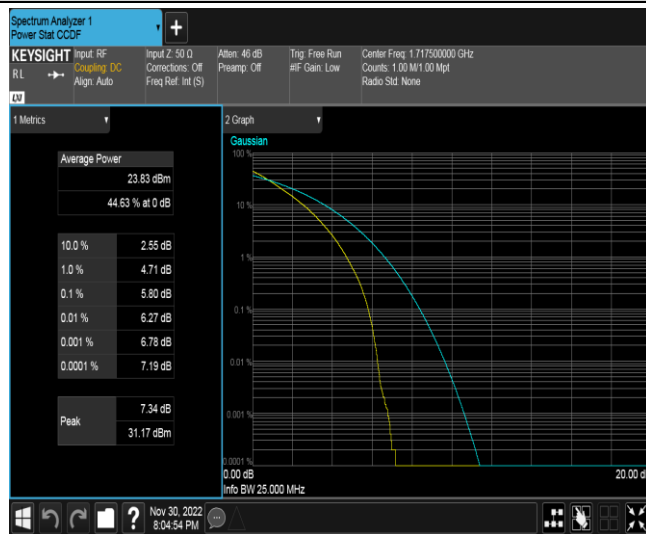 Spectrum Analyzer 1
Power Stat CCDF
KEYSIGHT
RL
LXI
Input: RF
Coupling: DC
Align: Auto
Input Z: 50 Ω
Corrections: Off
Freq Ref: Int (S)
Atten: 46 dB
Preamp: Off
Trig: Free Run
#IF Gain: Low
Center Freq: 1.717500000 GHz
Counts: 1.00 M/1.00 Mpt
Radio Std: None
1 Metrics
Average Power
23.83 dBm
44.63 % at 0 dB
10.0 % 2.55 dB
1.0 % 4.71 dB
0.1 % 5.80 dB
0.01 % 6.27 dB
0.001 % 6.78 dB
0.0001 % 7.19 dB
Peak
7.34 dB
31.17 dBm
2 Graph
Gaussian
100 %
10 %
1 %
0.1 %
0.01 %
0.001 %
0.0001 %
0.00 dB
20.00 d
Info BW 25.000 MHz
?
Nov 30, 2022
8:04:54 PM